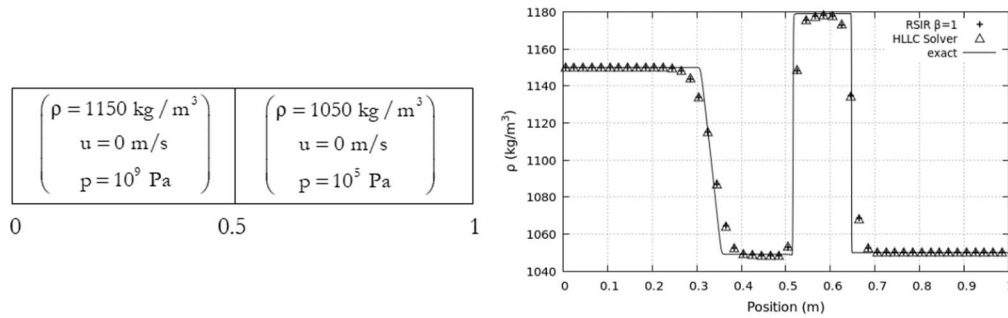 ρ = 1150 kg / m³
u = 0 m/s
p = 10⁹ Pa
ρ = 1050 kg / m³
u = 0 m/s
p = 10⁵ Pa
0 0.5 1
RSIR β=1
HLLC Solver
exact
1180
1160
1140
1120
1100
1080
1060
1040
ρ (kg/m³)
0 0.1 0.2 0.3 0.4 0.5 0.6 0.7 0.8 0.9
Position (m)